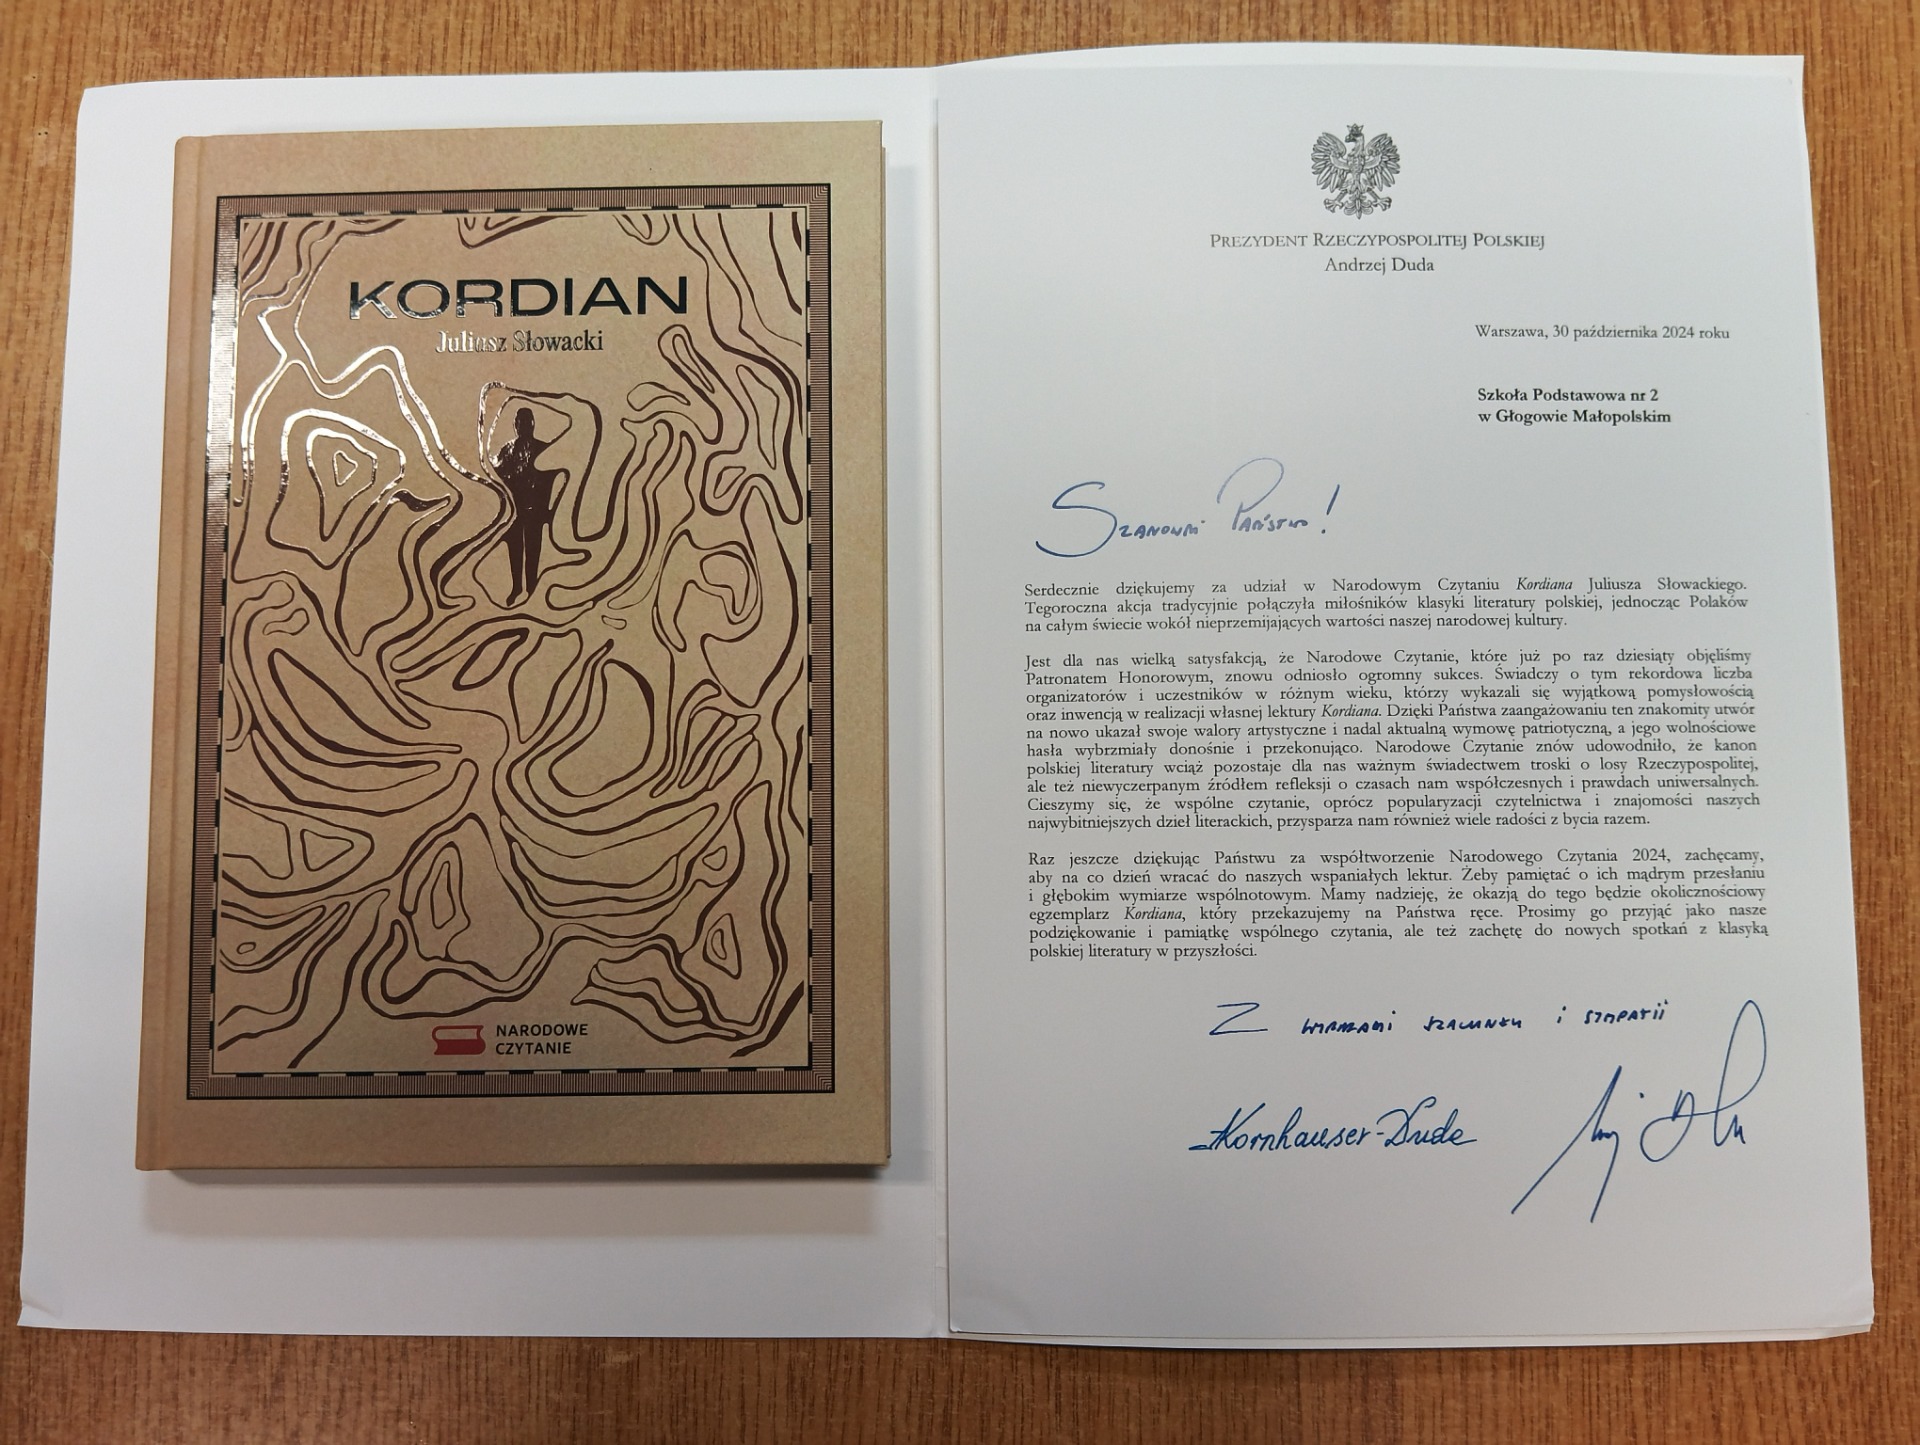 KORDIAN
Juliusz Słowacki
NARODOWE
CZYTANIE
PREZYDENT RZECZYPOSPOLITEJ POLSKIEJ
Andrzej Duda
Warszawa, 30 października 2024 roku
Szkoła Podstawowa nr 2
w Głogowie Małopolskim
Szanowni Państwo!
Serdecznie dziękujemy za udział w Narodowym Czytaniu Kordiana Juliusza Słowackiego.
Tegoroczna akcja tradycyjnie połączyła miłośników klasyki literatury polskiej, jednocząc Polaków
na całym świecie wokół nieprzemijających wartości naszej narodowej kultury.
Jest dla nas wielką satysfakcją, że Narodowe Czytanie, które już po raz dziesiąty objęliśmy
Patronatem Honorowym, znowu odniosło ogromny sukces. Świadczy o tym rekordowa liczba
organizatorów i uczestników w różnym wieku, którzy wykazali się wyjątkową pomysłowością
oraz inwencją w realizacji własnej lektury Kordiana. Dzięki Państwa zaangażowaniu ten znakomity utwór
na nowo ukazał swoje walory artystyczne i nadal aktualną wymowę patriotyczną, a jego wolnościowe
hasła wybrzmiały donośnie i przekonująco. Narodowe Czytanie znów udowodniło, że kanon
polskiej literatury wciąż pozostaje dla nas ważnym świadectwem troski o losy Rzeczypospolitej,
ale też niewyczerpanym źródłem refleksji o czasach nam współczesnych i prawdach uniwersalnych.
Cieszymy się, że wspólne czytanie, oprócz popularyzacji czytelnictwa i znajomości naszych
najwybitniejszych dzieł literackich, przysparza nam również wiele radości z bycia razem.
Raz jeszcze dziękując Państwu za współtworzenie Narodowego Czytania 2024, zachęcamy,
aby na co dzień wracać do naszych wspaniałych lektur. Żeby pamiętać o ich mądrym przesłaniu
i głębokim wymiarze wspólnotowym. Mamy nadzieję, że okazją do tego będzie okolicznościowy
egzemplarz Kordiana, który przekazujemy na Państwa ręce. Prosimy go przyjąć jako nasze
podziękowanie i pamiątkę wspólnego czytania, ale też zachętę do nowych spotkań z klasyką
polskiej literatury w przyszłości.
Z wyrazami szacunku i sympatii
Kornhauser-Duda